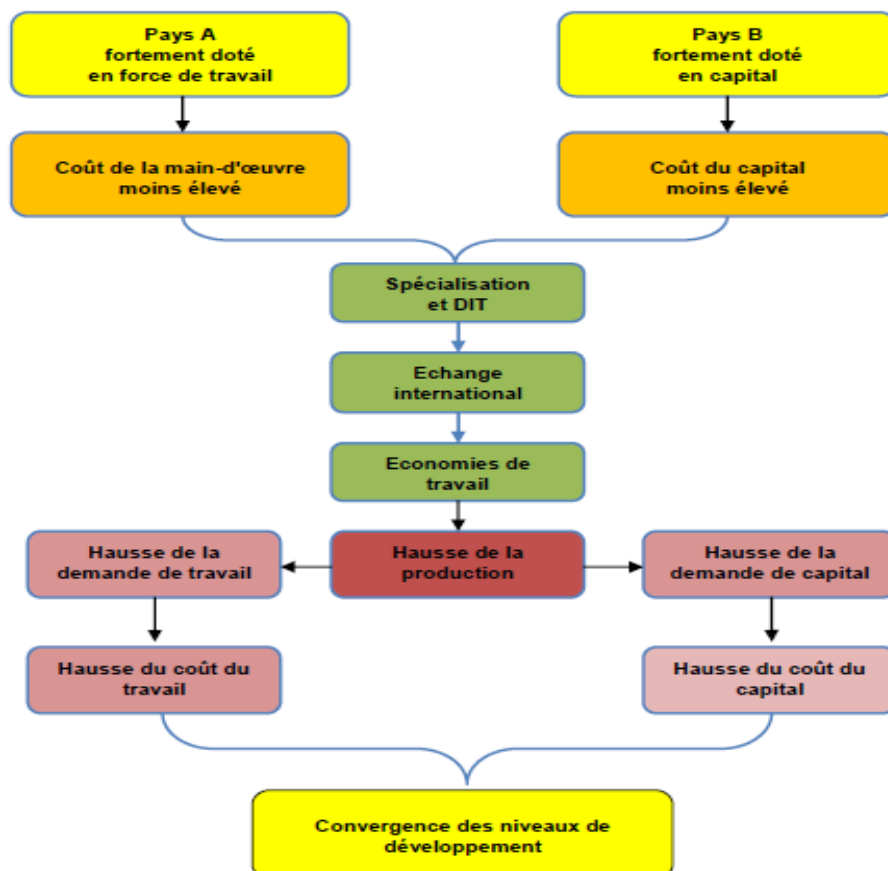 Pays A
fortement doté
en force de travail
Pays B
fortement doté
en capital
Coût de la main-d'œuvre
moins élevé
Coût du capital
moins élevé
Spécialisation
et DIT
Echange
international
Economies de
travail
Hausse de la
demande de travail
Hausse de la
production
Hausse de la
demande de capital
Hausse du coût du
travail
Hausse du coût du
capital
Convergence des niveaux de
développement